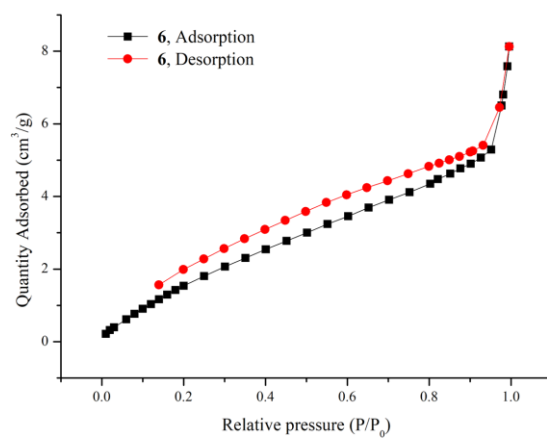 6, Adsorption
6, Desorption
Quantity Adsorbed (cm³/g)
8
6
4
2
0
0.0 0.2 0.4 0.6 0.8 1.0
Relative pressure (P/P₀)